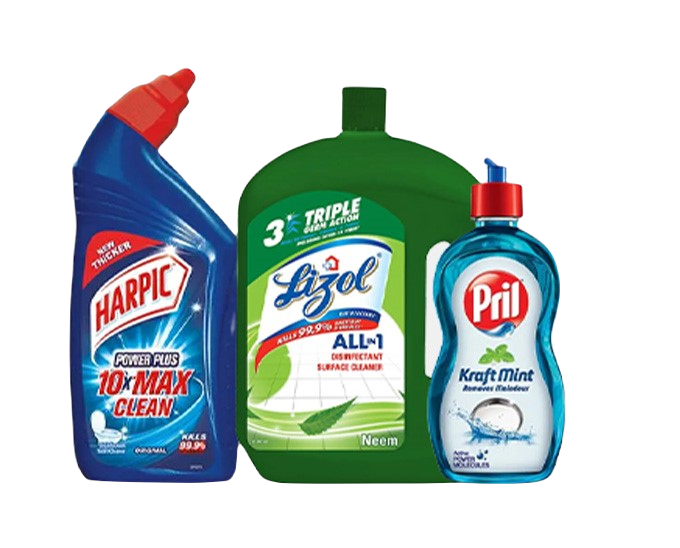 NEW
THICKER
HARPIC
POWER PLUS
10x MAX
CLEAN
ORIGINAL
KILLS
99.9%
3 TRIPLE
GERM ACTION
Lizol
KILLS 99.9%
ALL IN 1
DISINFECTANT
SURFACE CLEANER
Neem
Pril
Kraft Mint
Removes Malodour
Active
POWER
MOLECULES